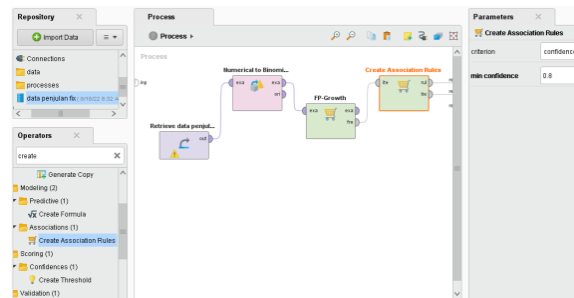 Repository
Import Data
Connections
data
processes
data penjulan fix
Operators
create
Generate Copy
Modeling (2)
Predictive (1)
Create Formula
Associations (1)
Create Association Rules
Scoring (1)
Confidences (1)
Create Threshold
Validation (1)
Process
Process
Process
inp
Numerical to Binomi...
exa
exa
ori
Retrieve data penjul...
out
FP-Growth
exa
exa
fre
Create Association Rules
ite
rul
ite
Parameters
Create Association Rules
criterion
confidence
min confidence
0.8